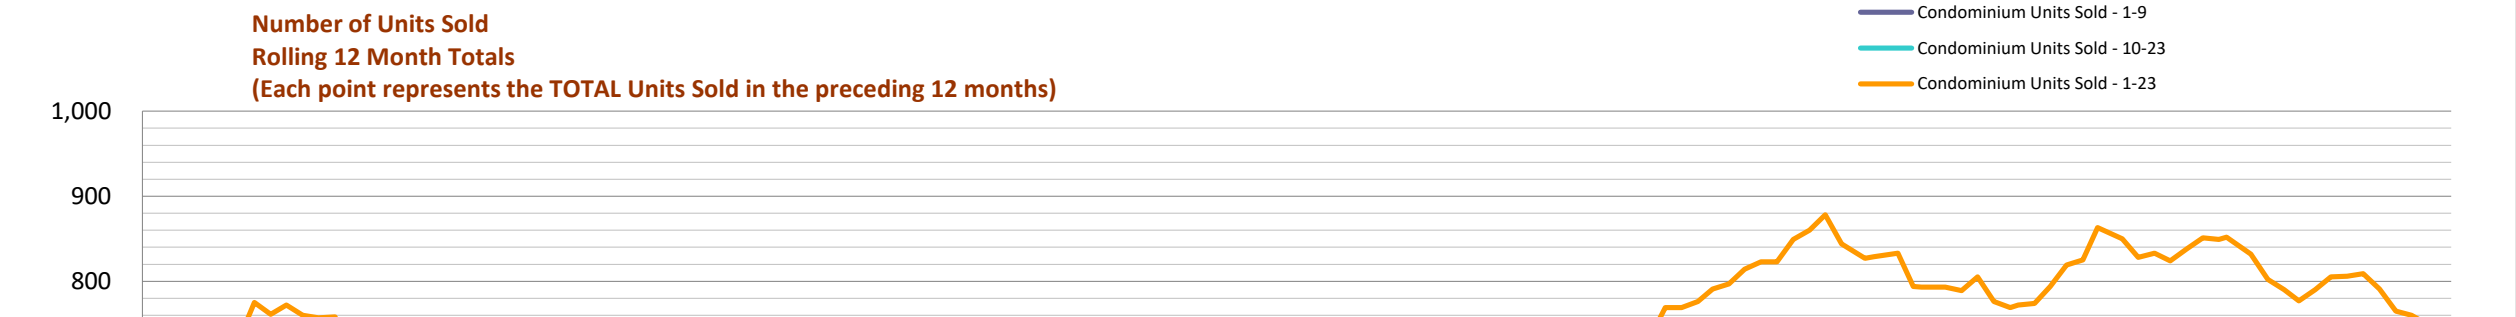 Number of Units Sold
Rolling 12 Month Totals
(Each point represents the TOTAL Units Sold in the preceding 12 months)
Condominium Units Sold - 1-9
Condominium Units Sold - 10-23
Condominium Units Sold - 1-23
1,000
900
800